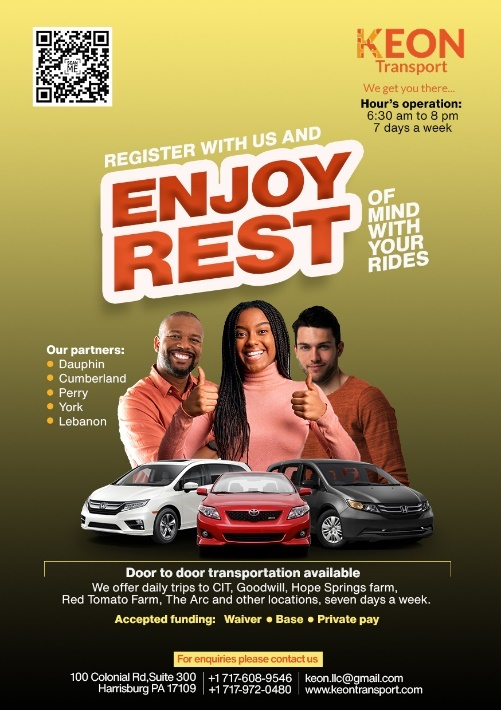 SCAN
ME
KEON
Transport
We get you there...
Hour's operation:
6:30 am to 8 pm
7 days a week
REGISTER WITH US AND
ENJOY
REST
OF
MIND
WITH
YOUR
RIDES
Our partners:
Dauphin
Cumberland
Perry
York
Lebanon
Door to door transportation available
We offer daily trips to CIT, Goodwill, Hope Springs farm,
Red Tomato Farm, The Arc and other locations, seven days a week.
Accepted funding: Waiver ● Base ● Private pay
For enquiries please contact us
100 Colonial Rd,Suite 300
Harrisburg PA 17109
+1 717-608-9546
+1 717-972-0480
keon.llc@gmail.com
www.keontransport.com